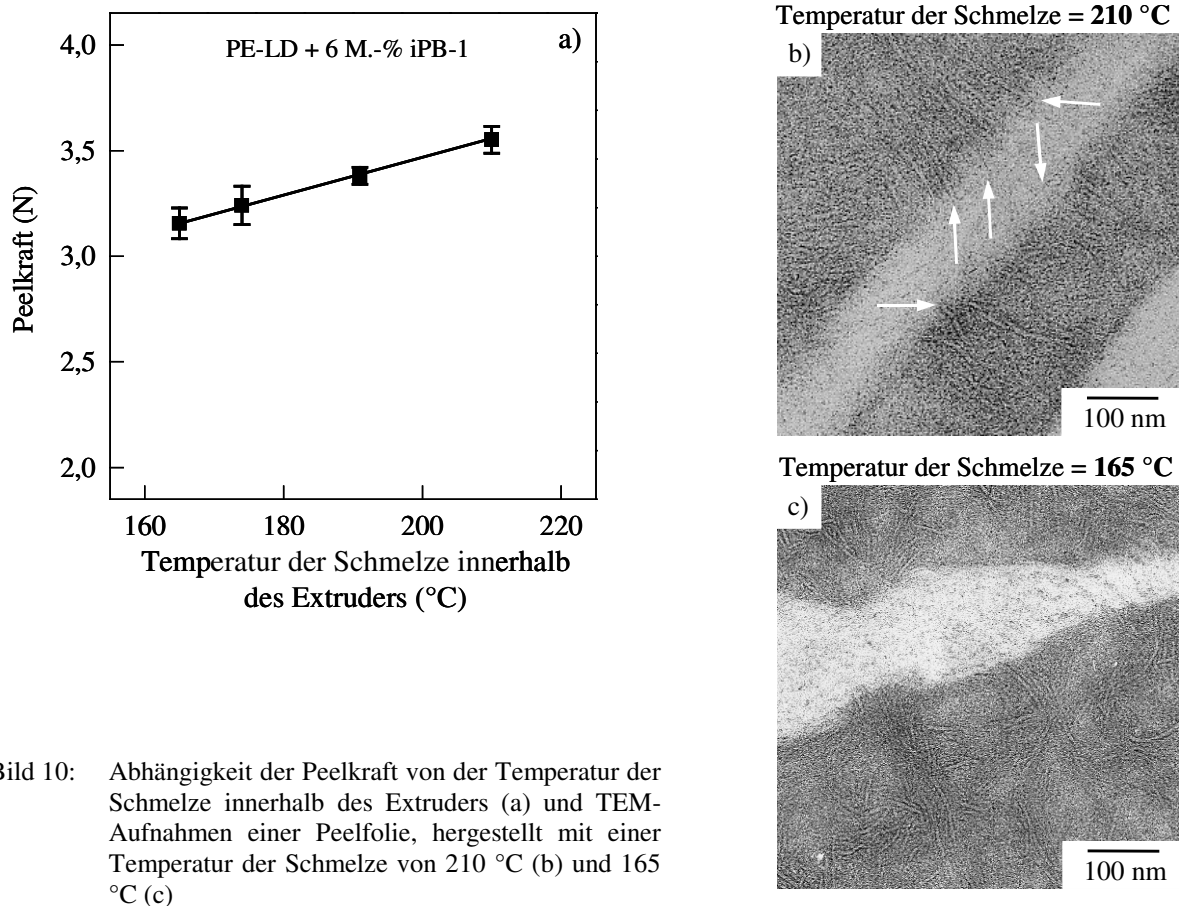 4,0
3,5
3,0
2,5
2,0
Peelkraft (N)
PE-LD + 6 M.-% iPB-1
a)
160 180 200 220
Temperatur der Schmelze innerhalb
des Extruders (°C)
Temperatur der Schmelze = 210 °C
b)
100 nm
Temperatur der Schmelze = 165 °C
c)
100 nm
ild 10: Abhängigkeit der Peelkraft von der Temperatur der
Schmelze innerhalb des Extruders (a) und TEM-
Aufnahmen einer Peelfolie, hergestellt mit einer
Temperatur der Schmelze von 210 °C (b) und 165
°C (c)